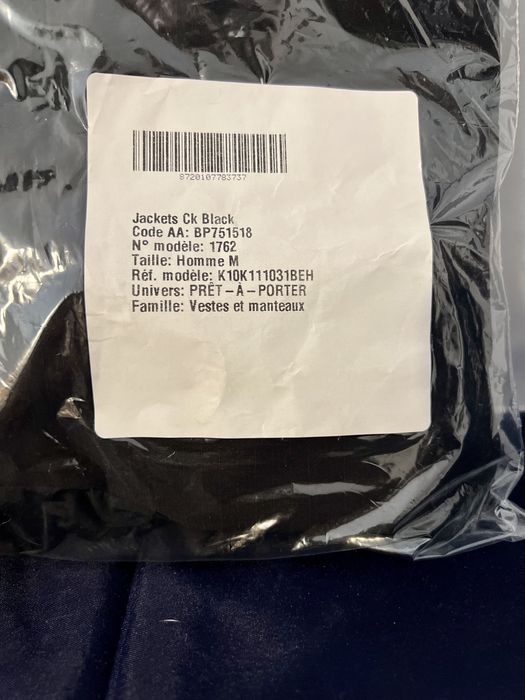 8720107783737
Jackets Ck Black
Code AA: BP751518
N° modèle: 1762
Taille: Homme M
Réf. modèle: K10K111031BEH
Univers: PRÊT-À-PORTER
Famille: Vestes et manteaux